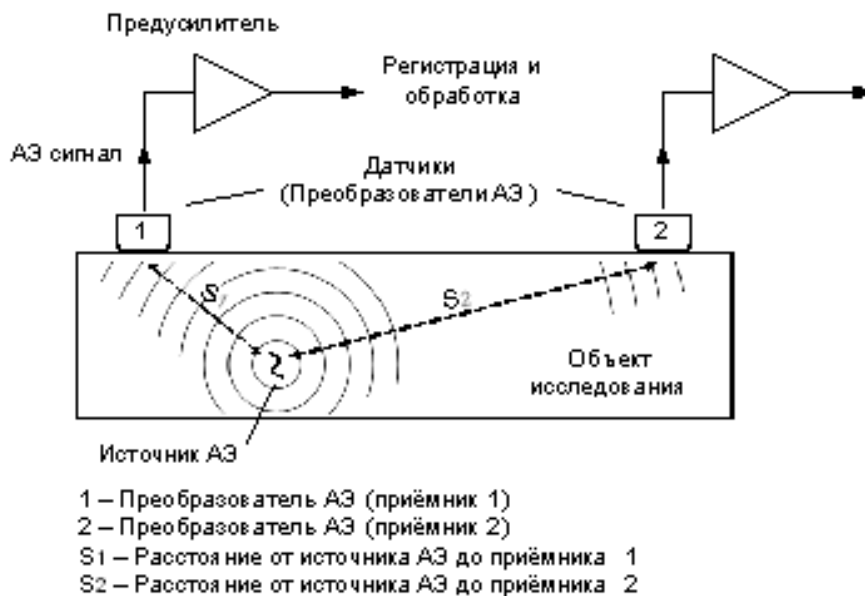 Предусилитель
Регистрация и
обработка
АЭ сигнал
Датчики
(Преобразователи АЭ )
1
2
S1
S2
Объект
исследования
Источник АЭ
1 – Преобразователь АЭ (приёмник 1)
2 – Преобразователь АЭ (приёмник 2)
S1 – Расстояние от источника АЭ до приёмника 1
S2 – Расстояние от источника АЭ до приёмника 2